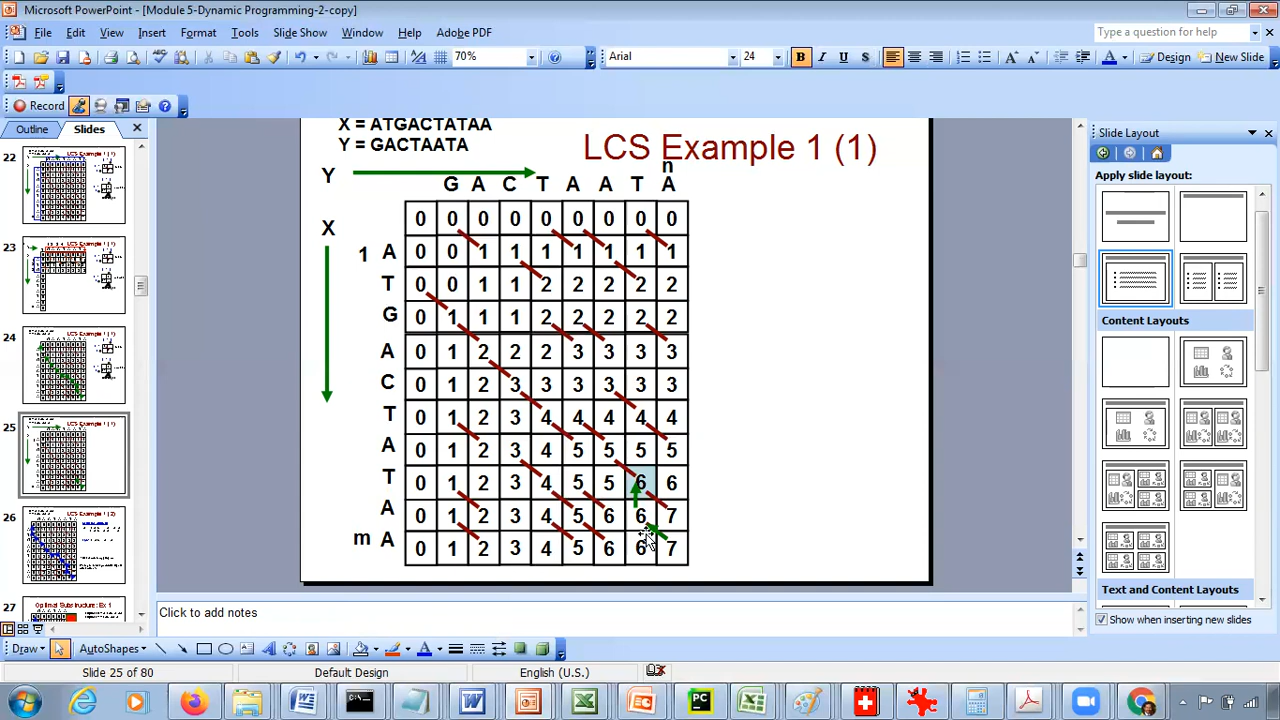 Microsoft PowerPoint - [Module 5-Dynamic Programming-2-copy]
File Edit View Insert Format Tools Slide Show Window Help Adobe PDF
Type a question for help
70%
Arial
24
B I U S
Design
New Slide
Record
Outline Slides
Slide Layout
Apply slide layout:
Content Layouts
Text and Content Layouts
Show when inserting new slides
22
23
24
25
26
27
Optimal Substructure: Ex 1
X = ATGACTATAA
Y = GACTAATA
LCS Example 1 (1)
n
Y G A C T A A T A
X
0 0 0 0 0 0 0 0 0
1 A 0 0 1 1 1 1 1 1 1
T 0 0 1 1 2 2 2 2 2
G 0 1 1 1 2 2 2 2 2
A 0 1 2 2 2 3 3 3 3
C 0 1 2 3 3 3 3 3 3
T 0 1 2 3 4 4 4 4 4
A 0 1 2 3 4 5 5 5 5
T 0 1 2 3 4 5 5 6 6
A 0 1 2 3 4 5 6 6 7
m A 0 1 2 3 4 5 6 6 7
Click to add notes
Draw AutoShapes
Slide 25 of 80
Default Design
English (U.S.)